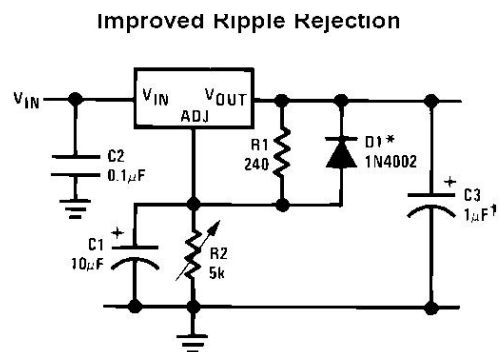 Improved Ripple Rejection
VIN
VIN
VOUT
ADJ
R1
240
D1*
1N4002
C2
0.1μF
C3
1μF†
+
+
C1
10μF
R2
5k